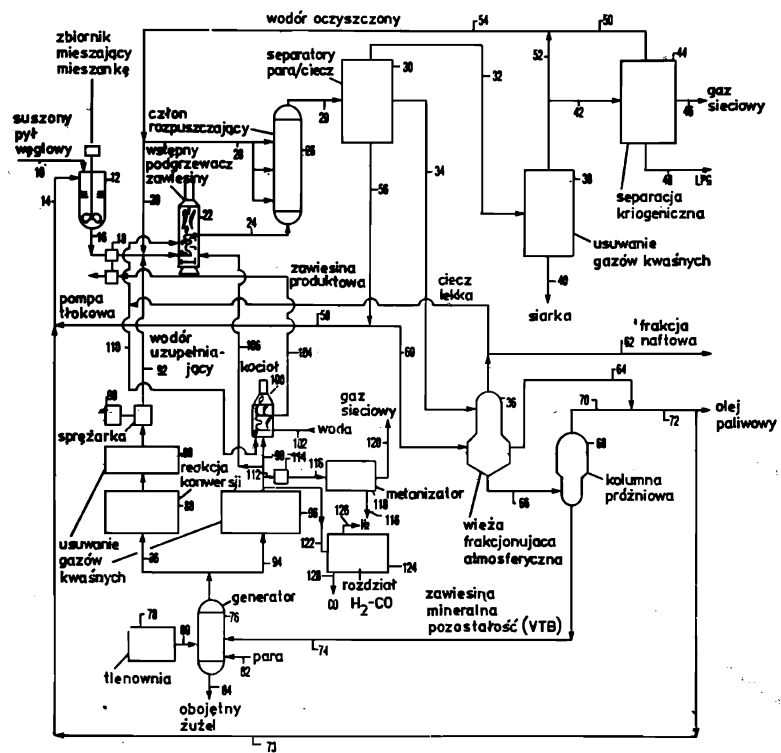 wodór oczyszczony
54
50
zbiornik
mieszający
mieszankę
separatory
para/ciecz
30
32
52
44
gaz
sieciowy
46
42
suszony
pył
węglowy
10
człon
rozpuszczający
29
26
wstępny
podgrzewacz
zawiesiny
28
12
14
20
22
24
56
34
38
48
LPG
separacja
kriogeniczna
usuwanie
gazów kwaśnych
16
18
40
siarka
zawiesina
produktowa
ciecz
lekka
pompa
tłokowa
58
frakcja
naftowa
62
110
wodór
uzupełnia-
jący
92
106
104
60
64
kocioł
100
gaz
sieciowy
36
70
72
olej
paliwowy
sprężarka
woda
102
120
68
98
114
112
116
reakcja
konwersji
metanizator
118
kolumna
próżniowa
66
96
126
H₂
wieża
frakcjonująca
atmosferyczna
usuwanie
gazów
kwaśnych
86
94
122
124
128
CO
rozdział
H₂-CO
generator
76
zawiesina
mineralna
pozostałość (VTB)
78
74
tlenownia
para
82
84
obojętny
żużel
73